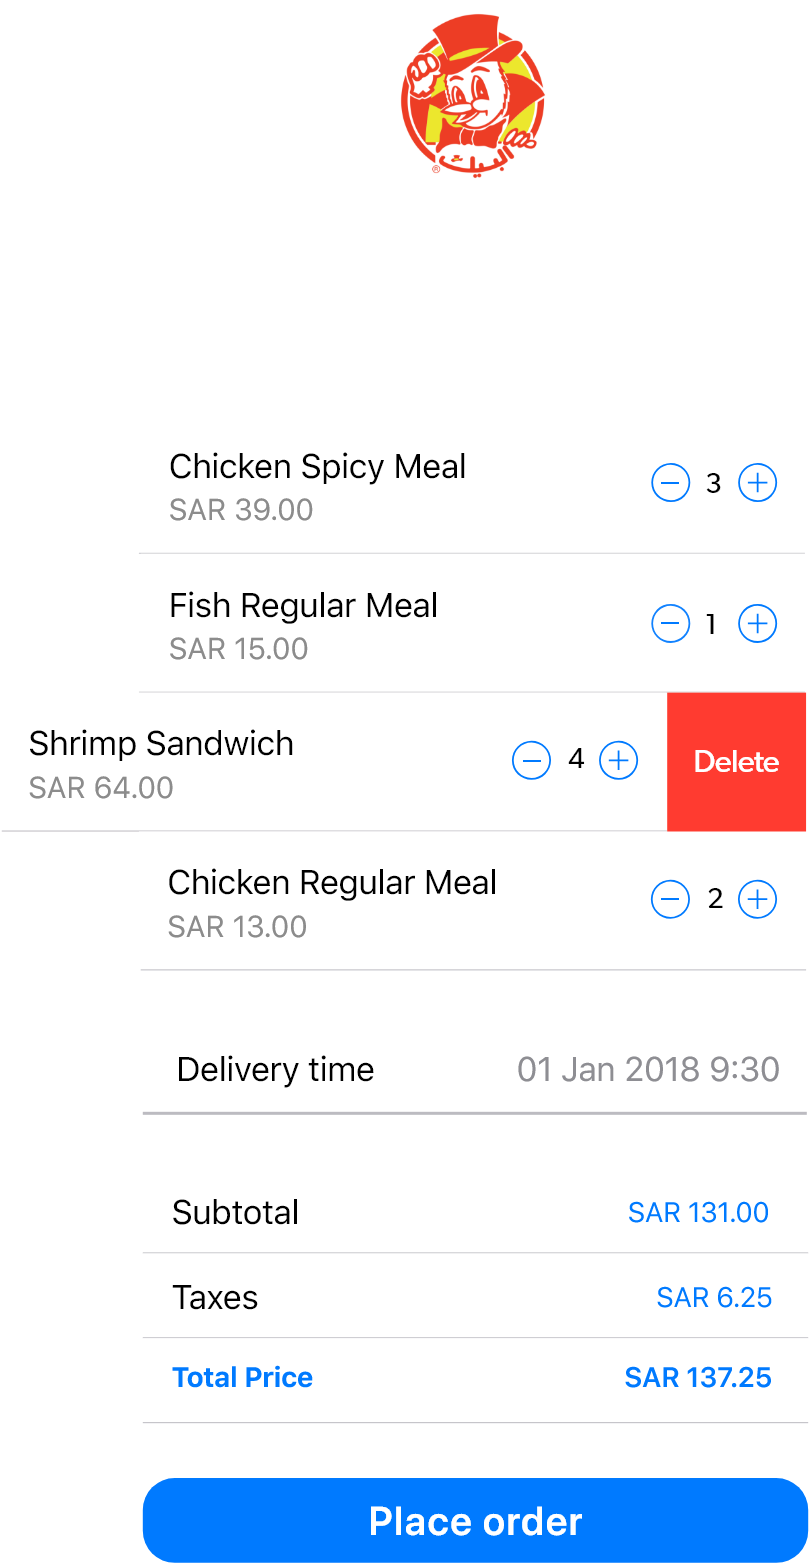 البيك
®
Chicken Spicy Meal
SAR 39.00
3
Fish Regular Meal
SAR 15.00
1
Shrimp Sandwich
SAR 64.00
4
Delete
Chicken Regular Meal
SAR 13.00
2
Delivery time 01 Jan 2018 9:30
Subtotal SAR 131.00
Taxes SAR 6.25
Total Price SAR 137.25
Place order